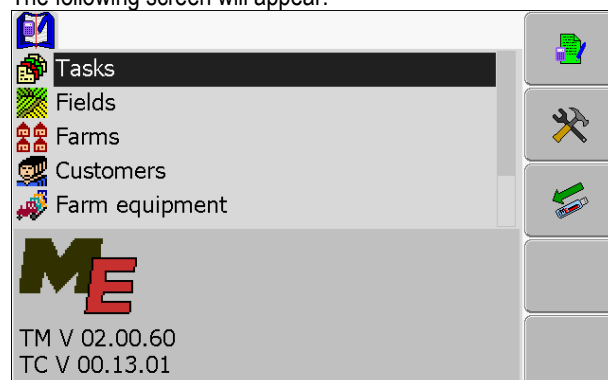 The following screen will appear:
Tasks
Fields
Farms
Customers
Farm equipment
ME
TM V 02.00.60
TC V 00.13.01